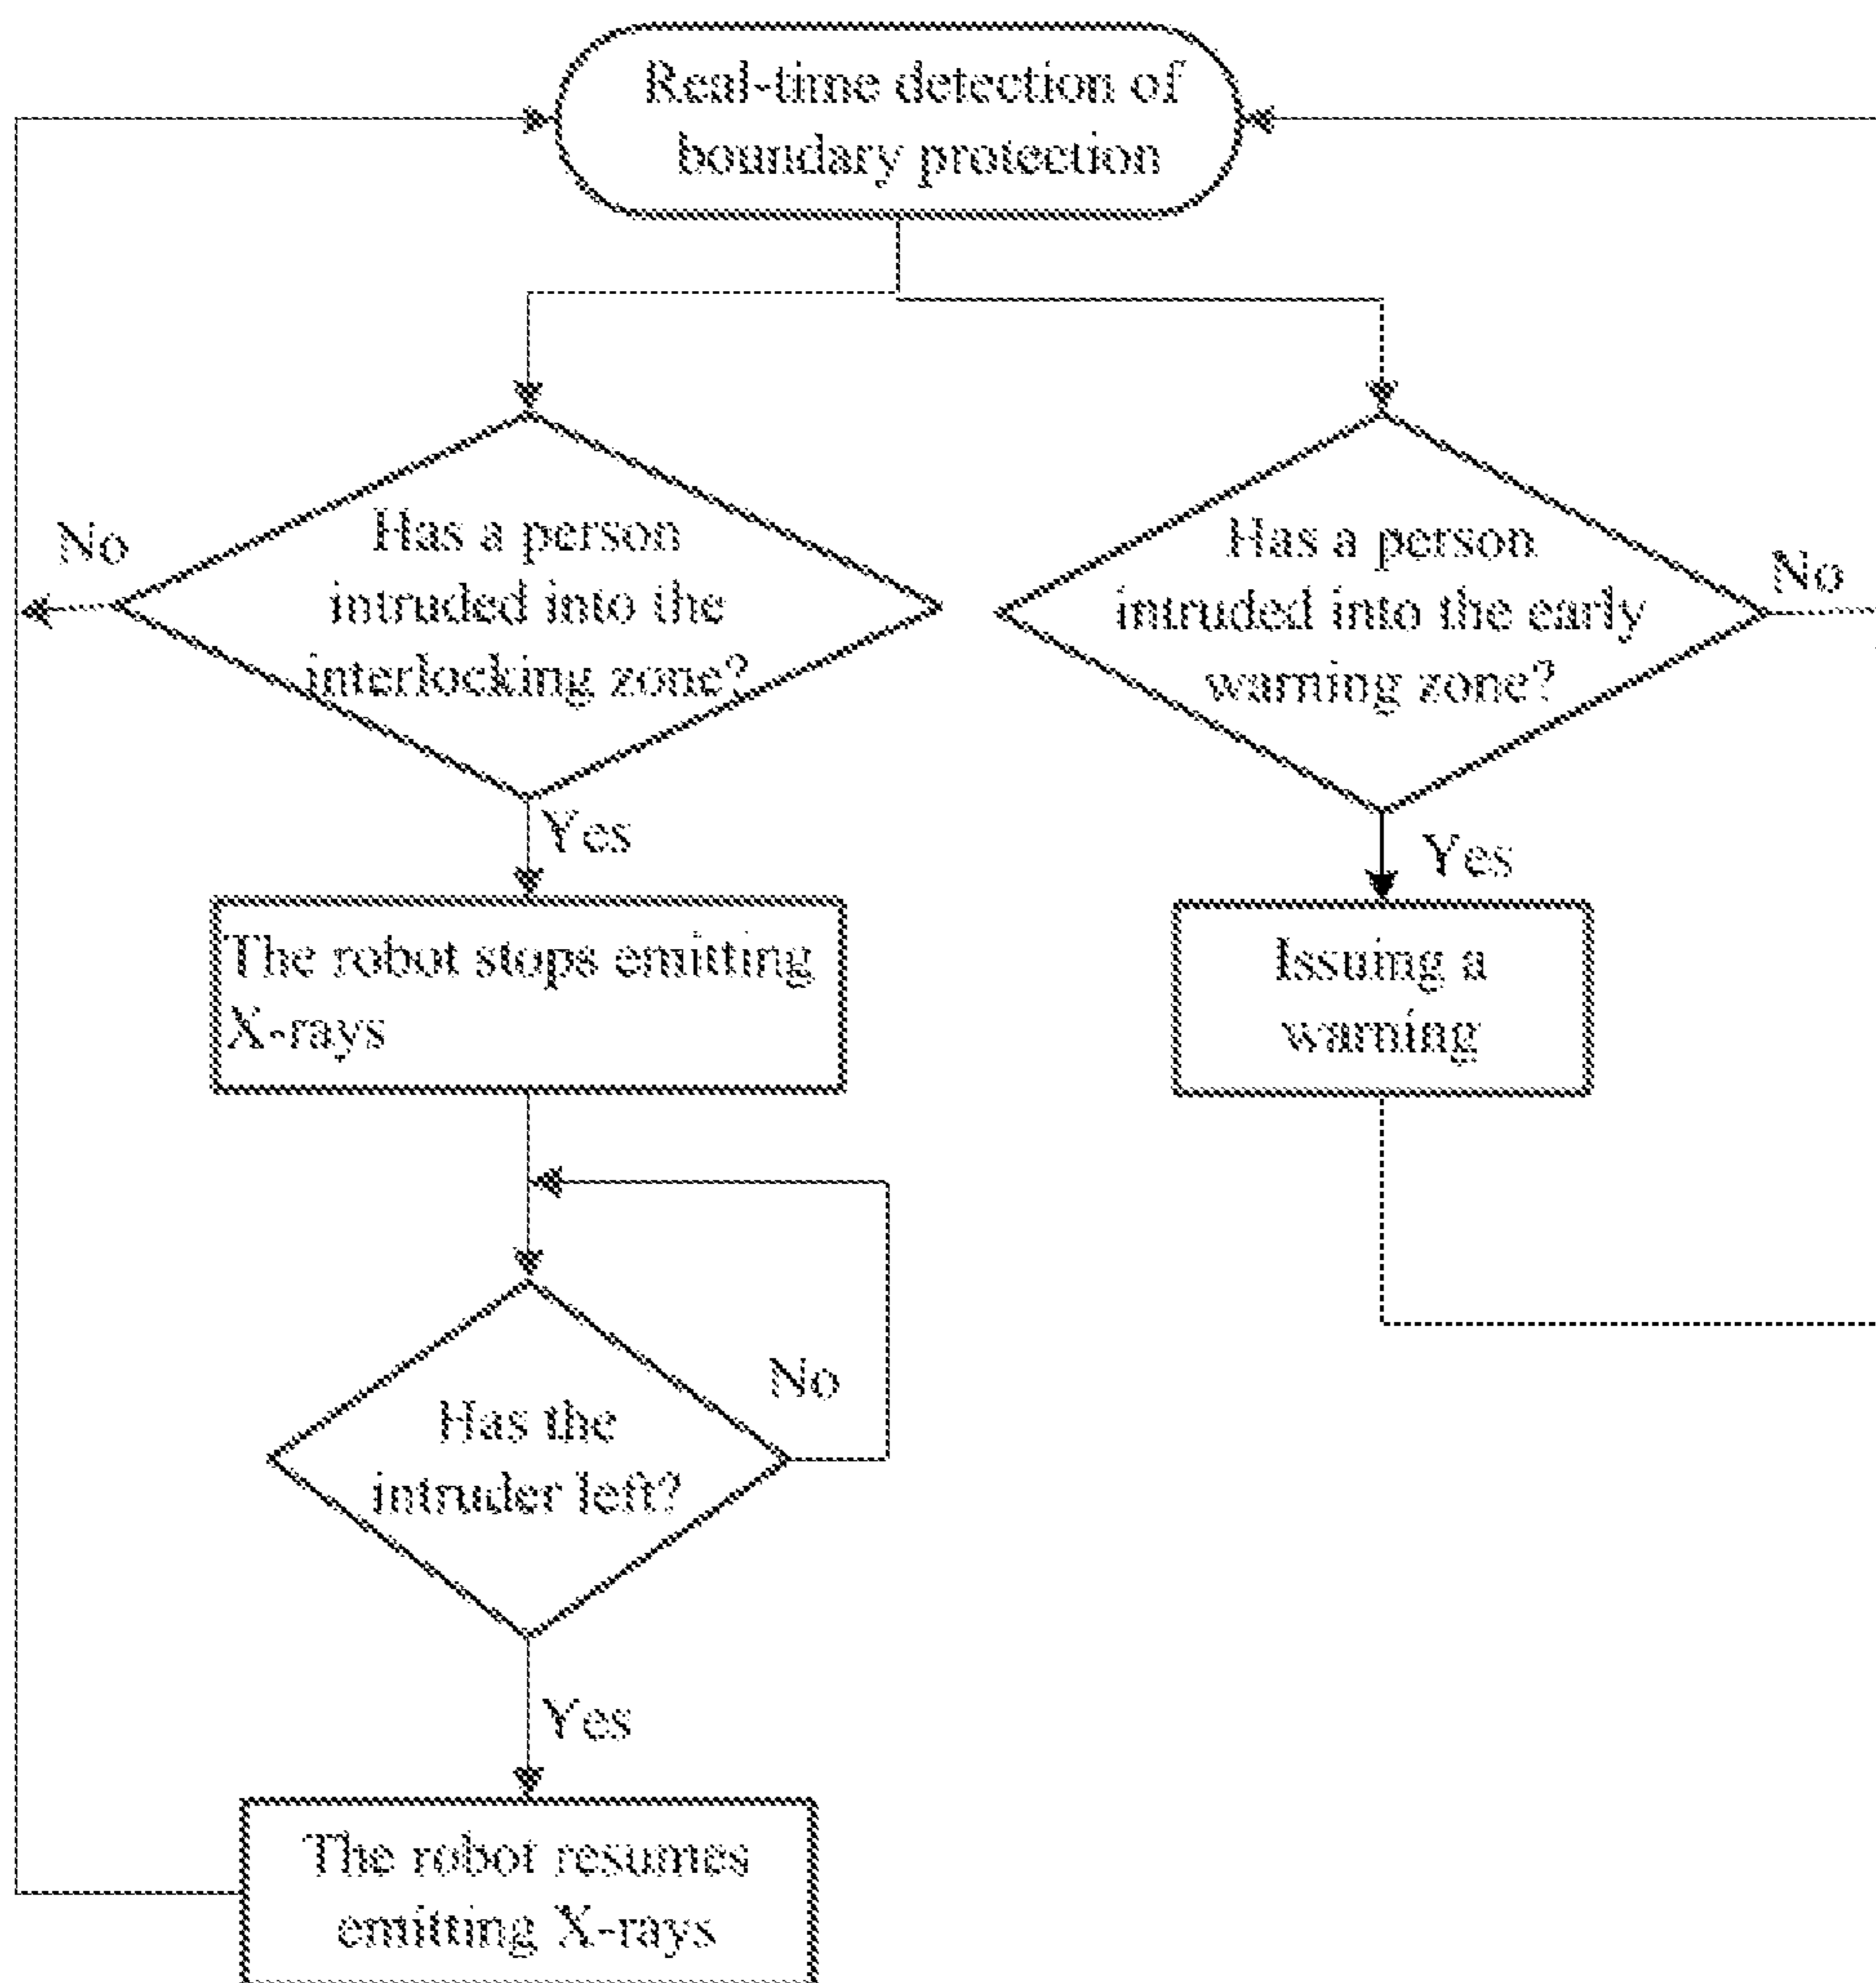 Real-time detection of
boundary protection
No
Has a person
intruded into the
interlocking zone?
Has a person
intruded into the early
warning zone?
No
Yes
Yes
The robot stops emitting
X-rays
Issuing a
warning
No
Has the
intruder left?
Yes
The robot resumes
emitting X-rays